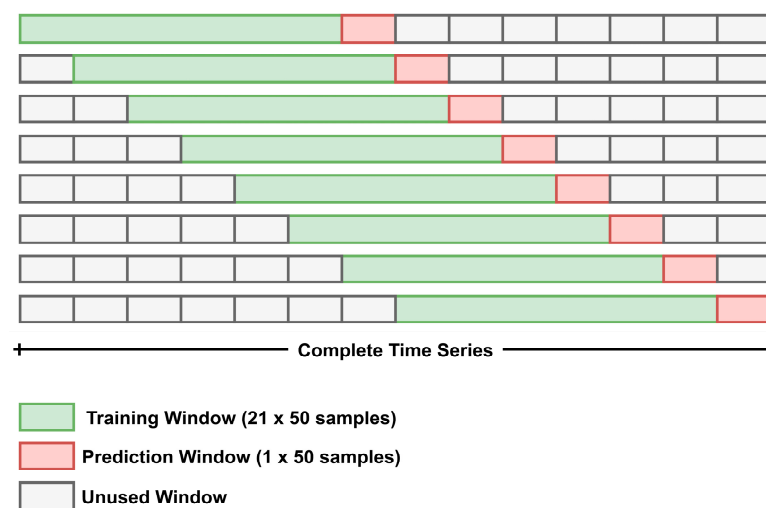 Complete Time Series
Training Window (21 x 50 samples)
Prediction Window (1 x 50 samples)
Unused Window